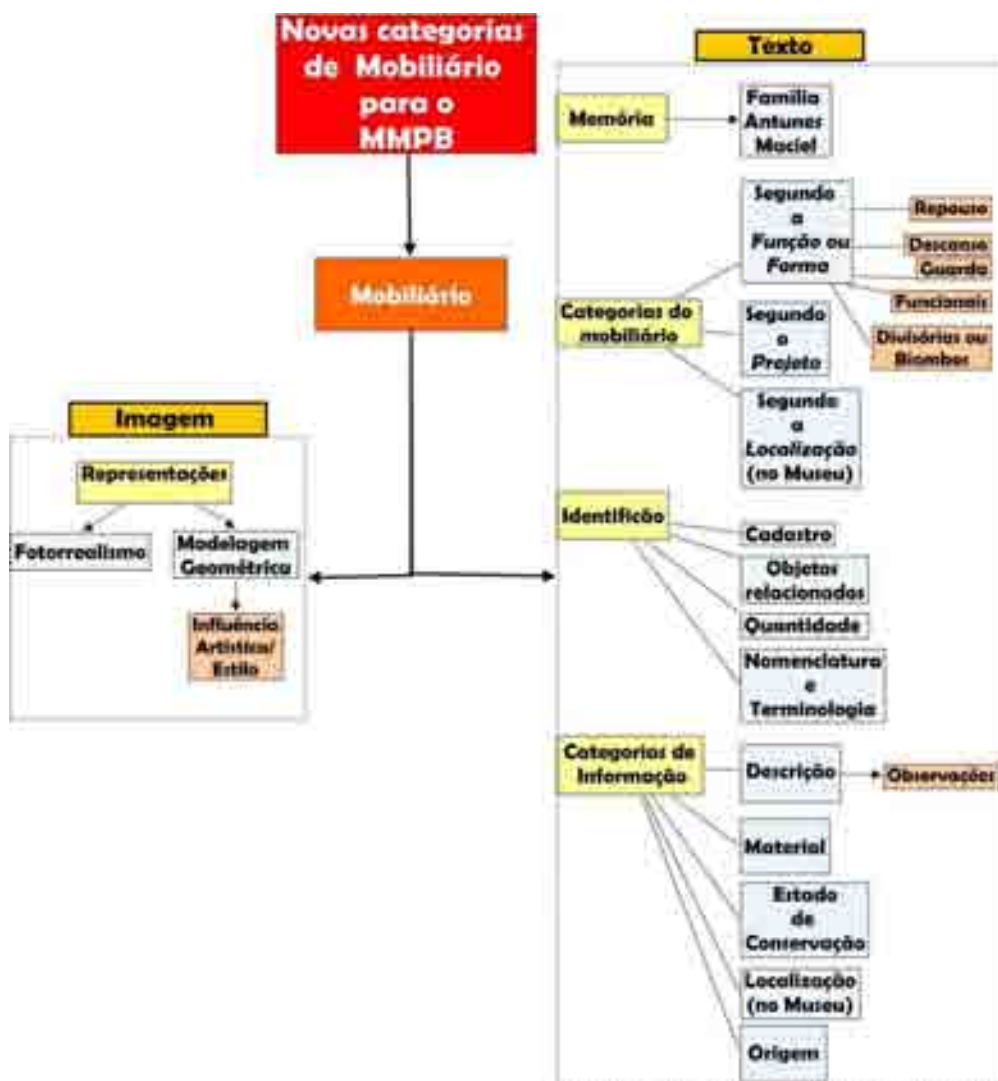 Novas categorias
de Mobiliário
para o
MMPB
Mobiliário
Imagem
Representações
Fotorrealismo
Modelagem
Geométrica
Influência
Artística/
Estilo
Texto
Memória
Família
Antunes
Maciel
Categorias do
mobiliário
Segundo
a
Função ou
Forma
Repouso
Descanso
Guarda
Funcionais
Divisórias ou
Biombos
Segundo
o
Projeto
Segundo
a
Localização
(no Museu)
Identificão
Cadastro
Objetos
relacionados
Quantidade
Nomenclatura
e
Terminologia
Categorias de
Informação
Descrição
Observações
Material
Estado
de
Conservação
Localização
(no Museu)
Origem